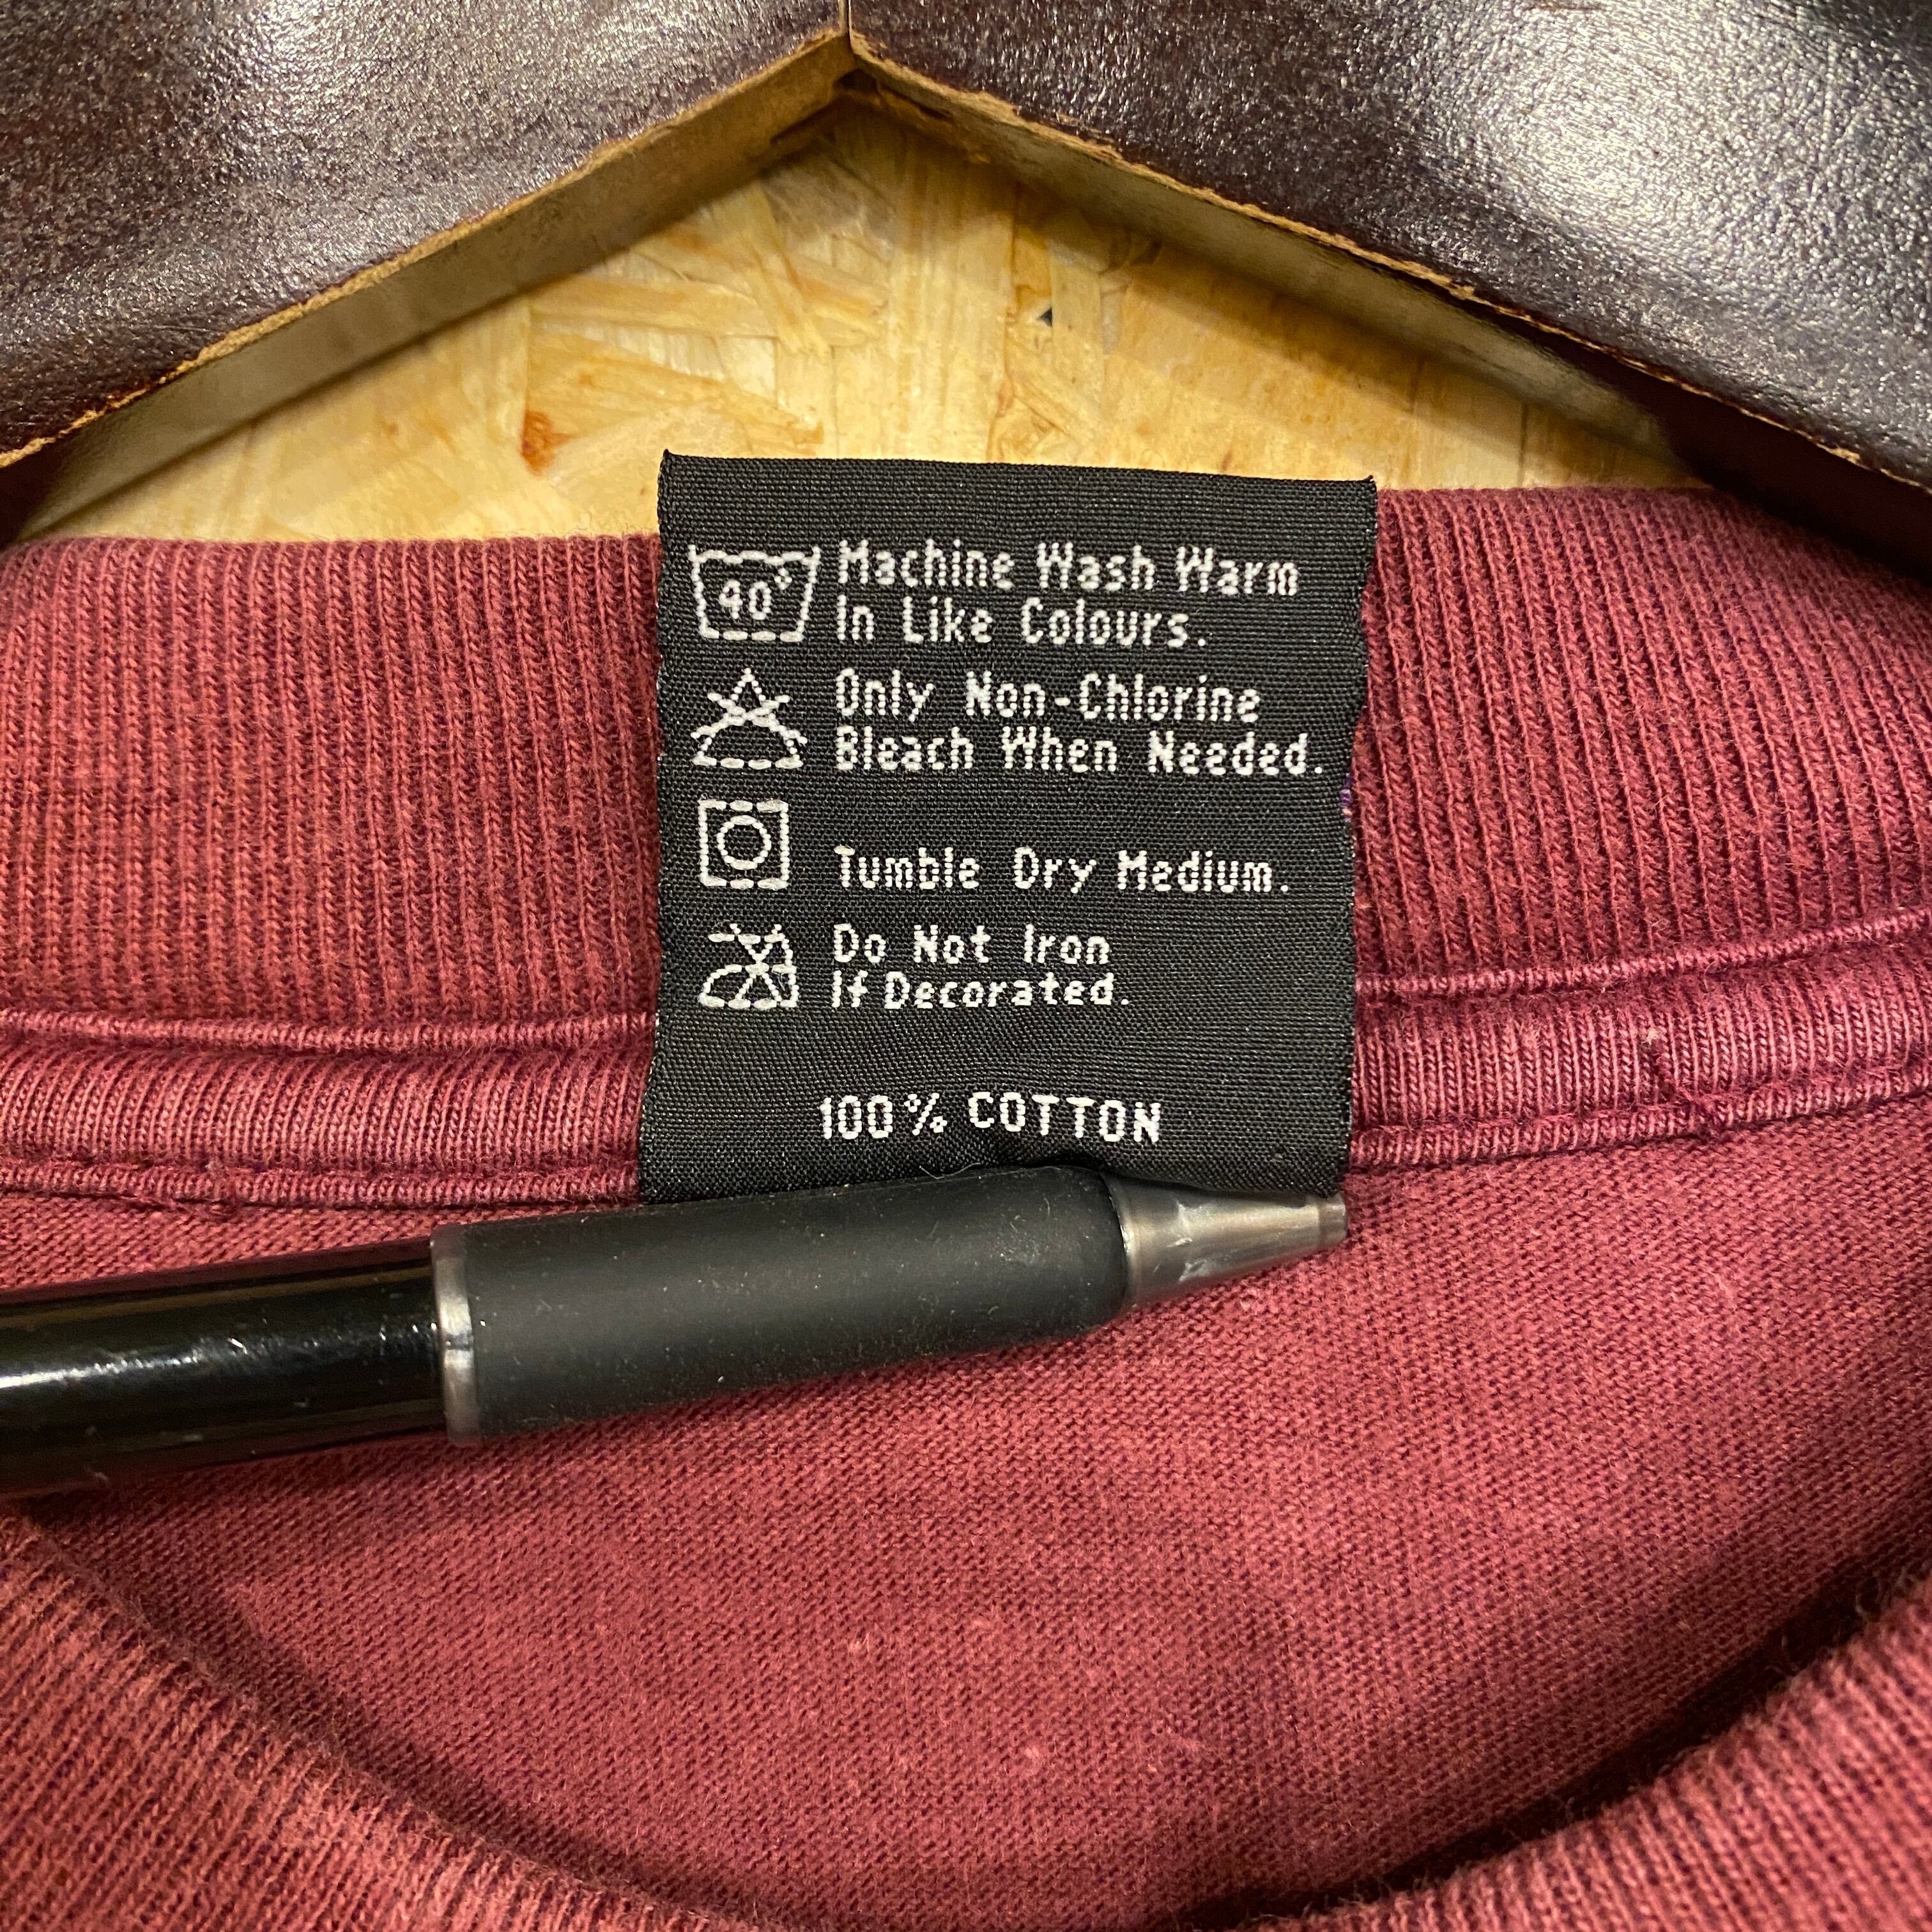 40°
Machine Wash Warm
In Like Colours.
Only Non-Chlorine
Bleach When Needed.
Tumble Dry Medium.
Do Not Iron
If Decorated.
100% COTTON